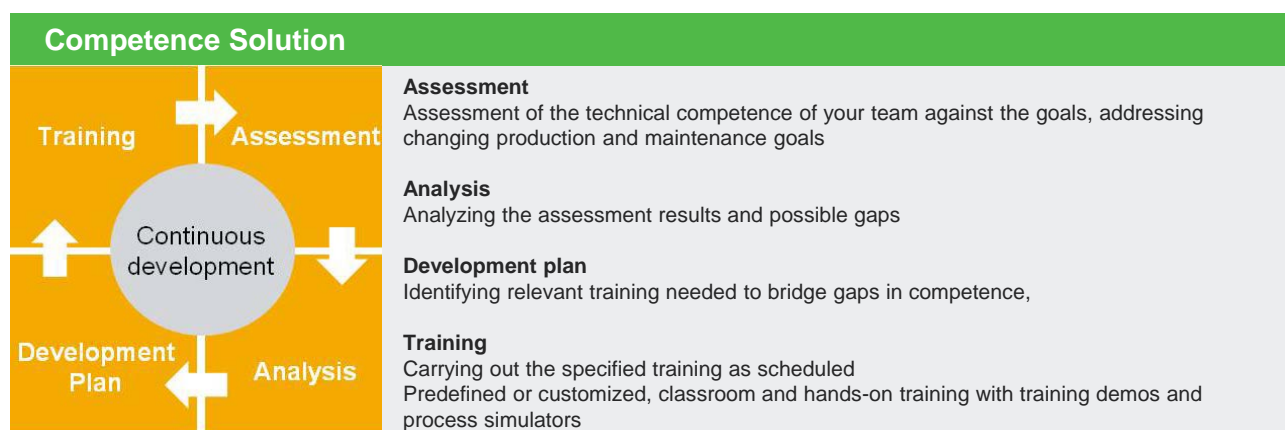 Competence Solution
Training
Assessment
Continuous
development
Development
Plan
Analysis
Assessment
Assessment of the technical competence of your team against the goals, addressing
changing production and maintenance goals
Analysis
Analyzing the assessment results and possible gaps
Development plan
Identifying relevant training needed to bridge gaps in competence,
Training
Carrying out the specified training as scheduled
Predefined or customized, classroom and hands-on training with training demos and
process simulators